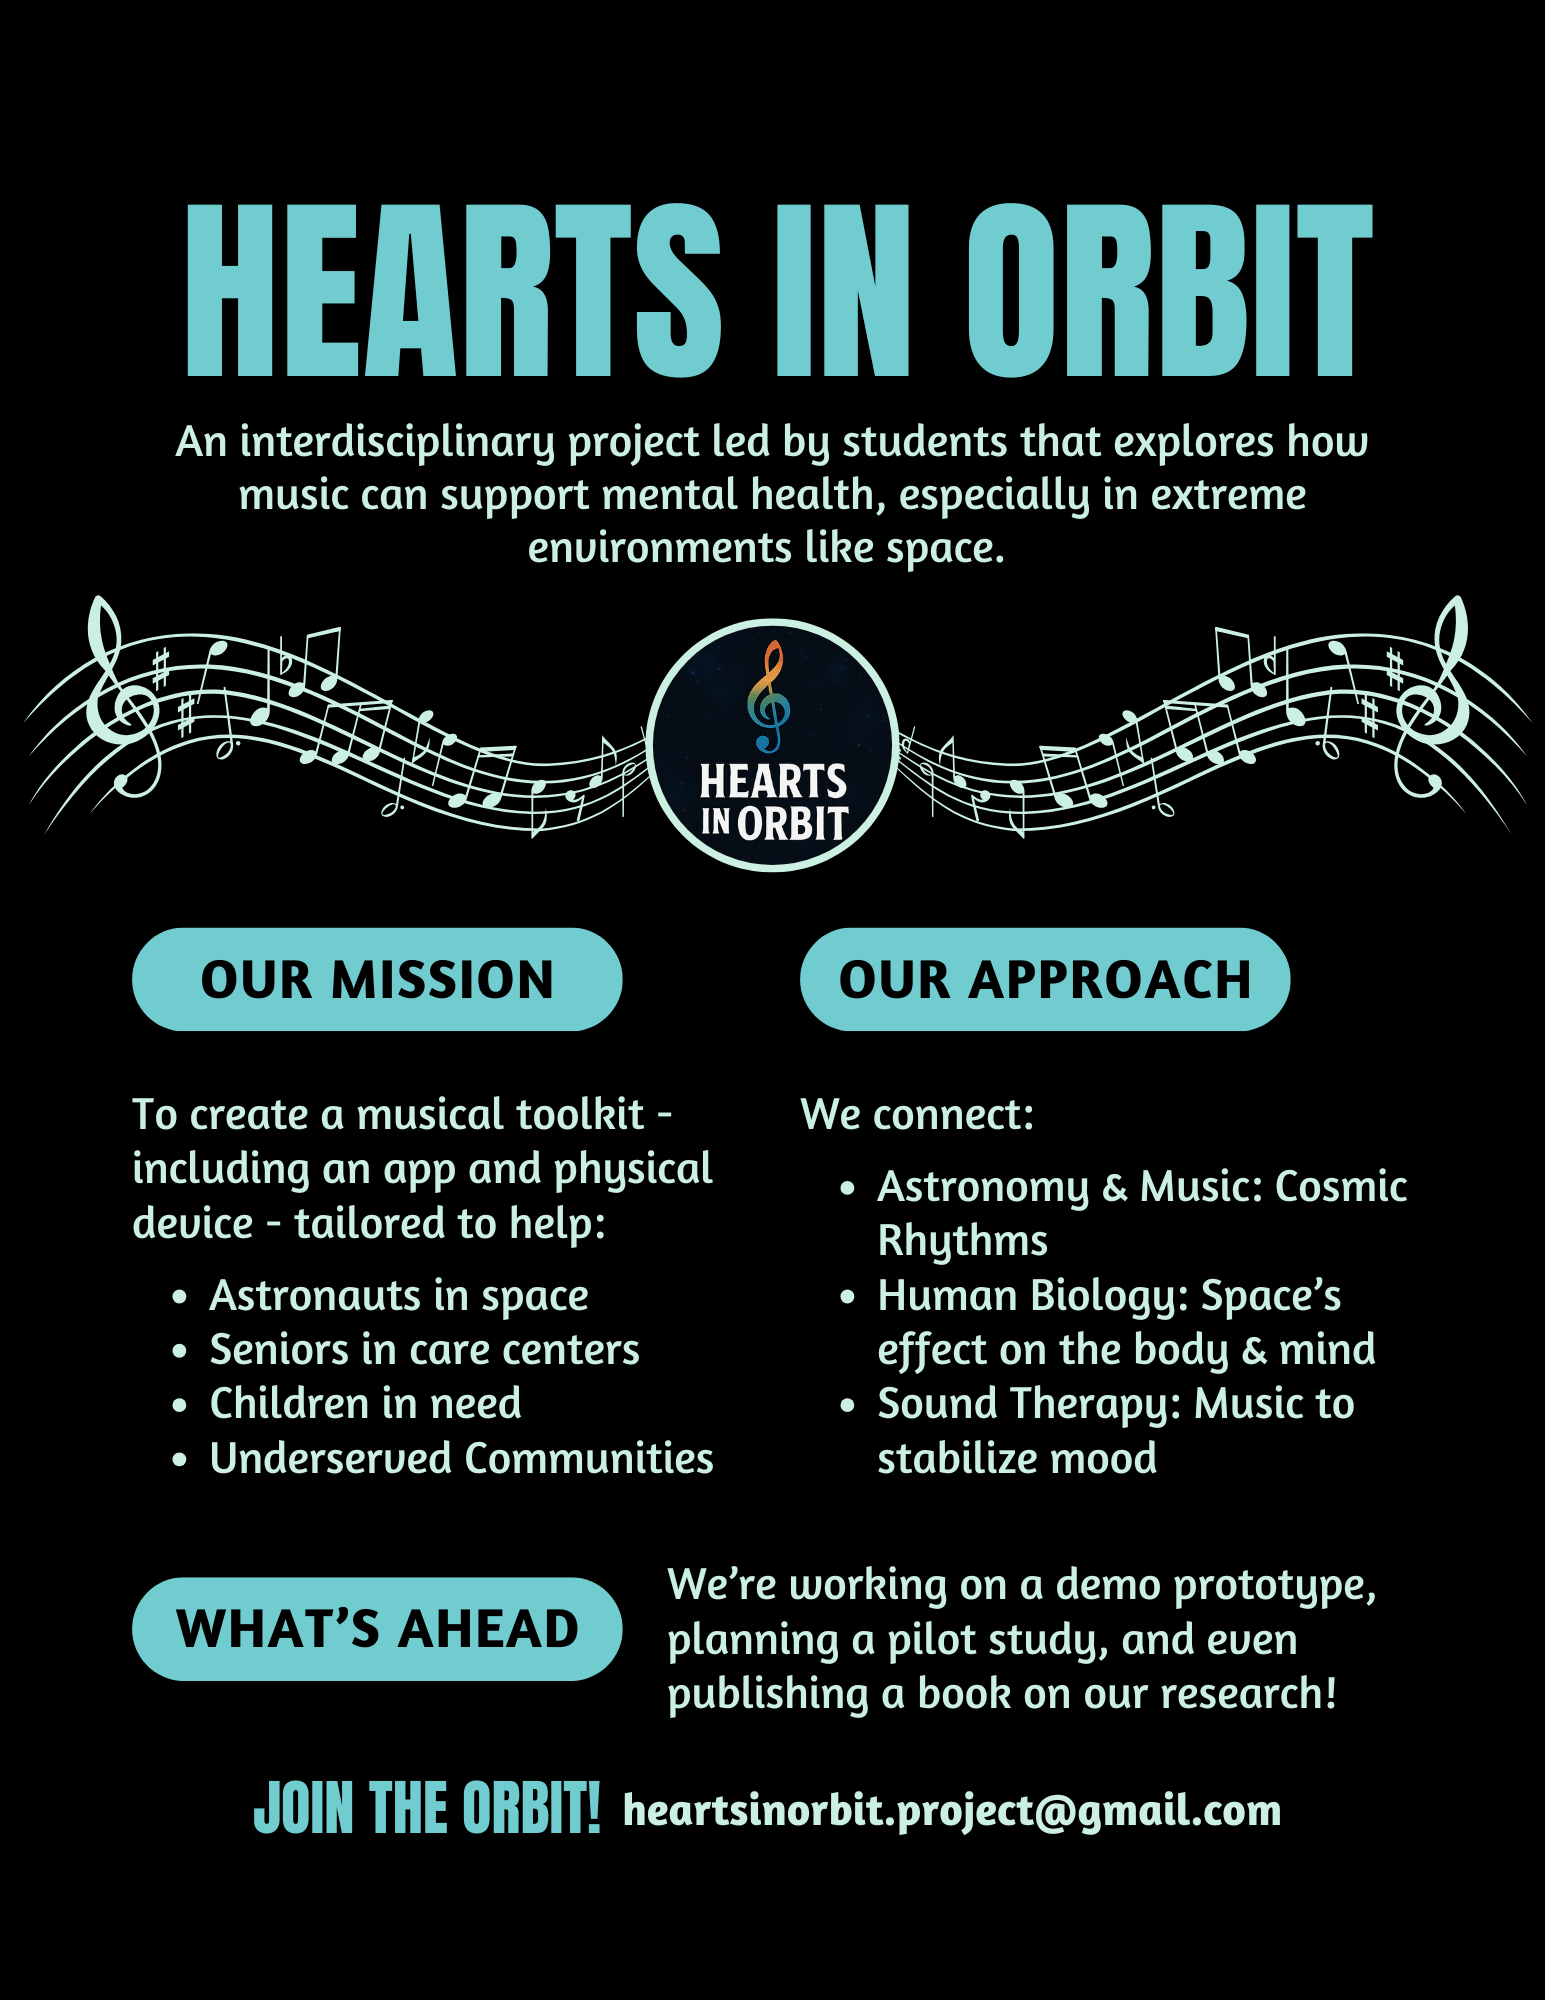 HEARTS IN ORBIT
An interdisciplinary project led by students that explores how
music can support mental health, especially in extreme
environments like space.
HEARTS
IN ORBIT
OUR MISSION
To create a musical toolkit -
including an app and physical
device - tailored to help:
• Astronauts in space
• Seniors in care centers
• Children in need
• Underserved Communities
OUR APPROACH
We connect:
• Astronomy & Music: Cosmic
Rhythms
• Human Biology: Space’s
effect on the body & mind
• Sound Therapy: Music to
stabilize mood
WHAT’S AHEAD
We’re working on a demo prototype,
planning a pilot study, and even
publishing a book on our research!
JOIN THE ORBIT! heartsinorbit.project@gmail.com